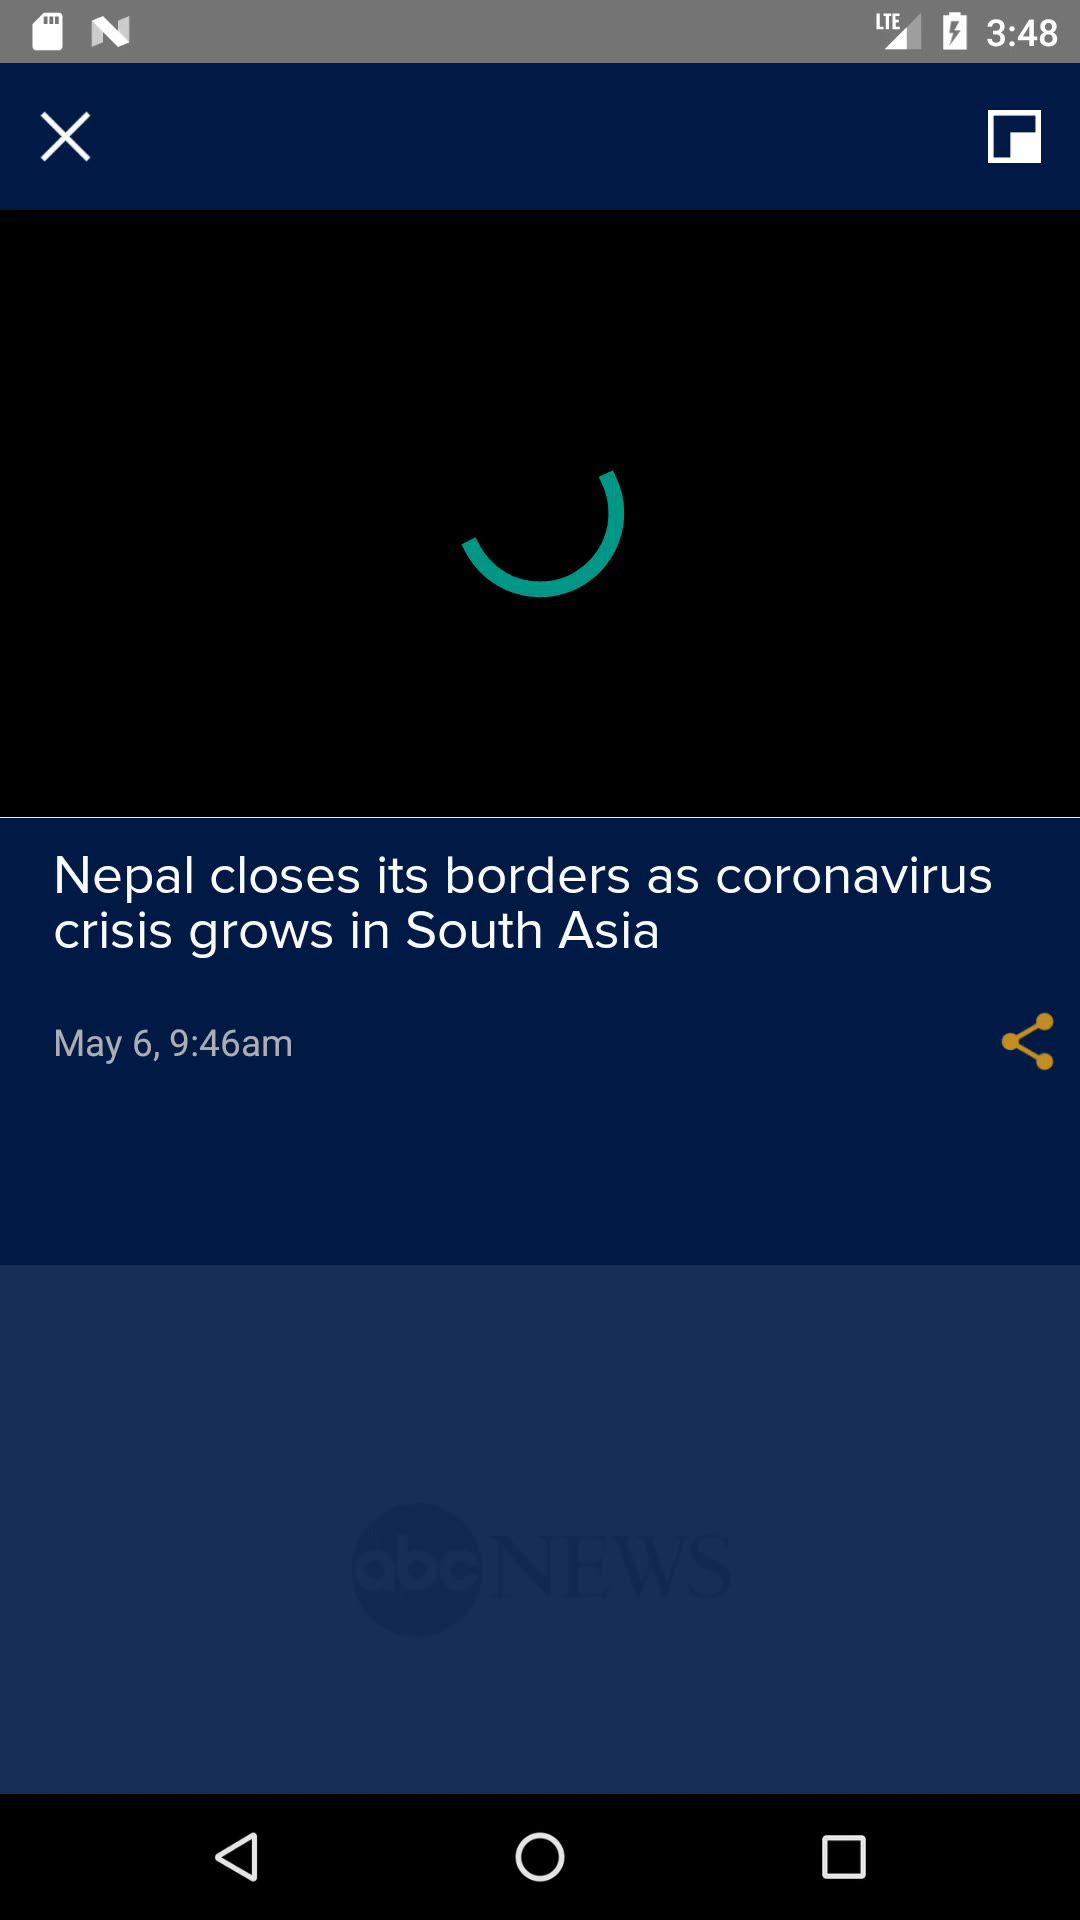 LTE 3:48
Nepal closes its borders as coronavirus
crisis grows in South Asia
May 6, 9:46am
abc NEWS